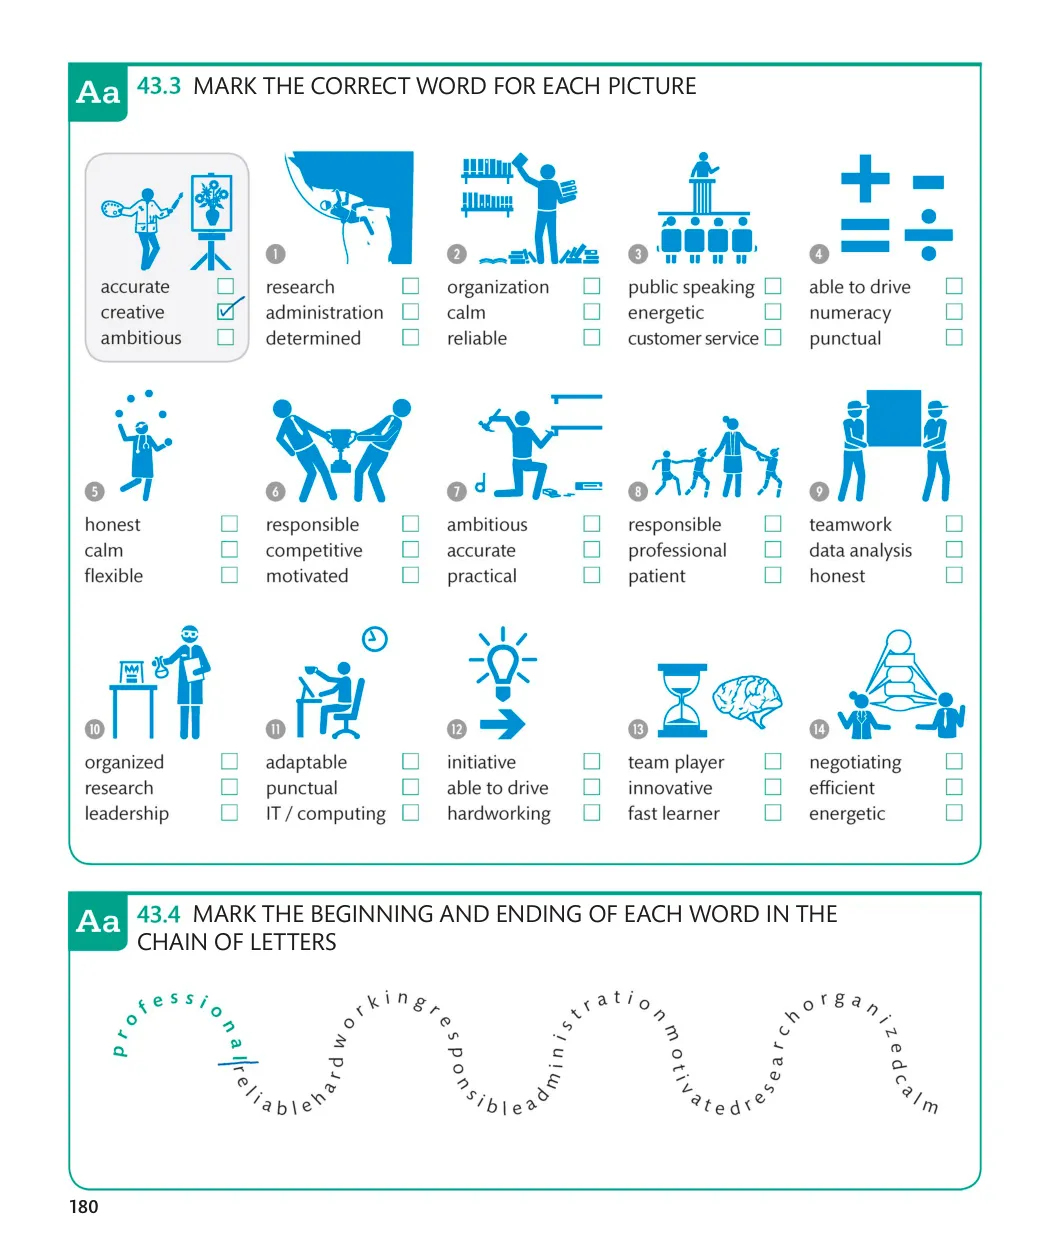 Aa
43.3 MARK THE CORRECT WORD FOR EACH PICTURE
accurate
creative
ambitious
1
research
administration
determined
2
organization
calm
reliable
3
public speaking
energetic
customer service
4
able to drive
numeracy
punctual
5
honest
calm
flexible
6
responsible
competitive
motivated
7
ambitious
accurate
practical
8
responsible
professional
patient
9
teamwork
data analysis
honest
10
organized
research
leadership
11
adaptable
punctual
IT / computing
12
initiative
able to drive
hardworking
13
team player
innovative
fast learner
14
negotiating
efficient
energetic
Aa
43.4 MARK THE BEGINNING AND ENDING OF EACH WORD IN THE
CHAIN OF LETTERS
professionalreliablehardworkingresponsibleadministrationmotivatedresearchorganizedcalm
180